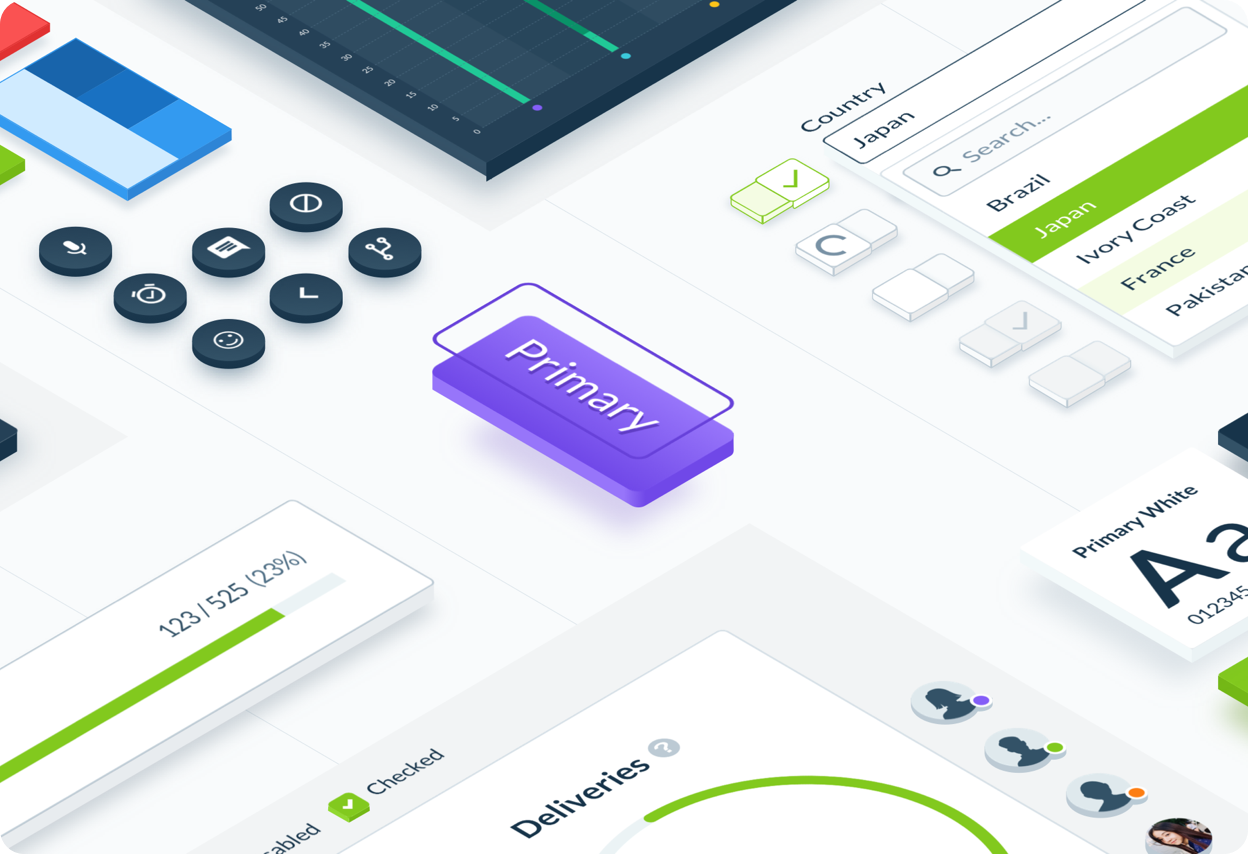 50
45
40
35
30
25
20
15
10
5
0
Country
Japan
Search...
Brazil
Japan
Ivory Coast
France
Pakistan
Primary
Primary White
Aa
012345
123 / 525 (23%)
Checked
Deliveries
?